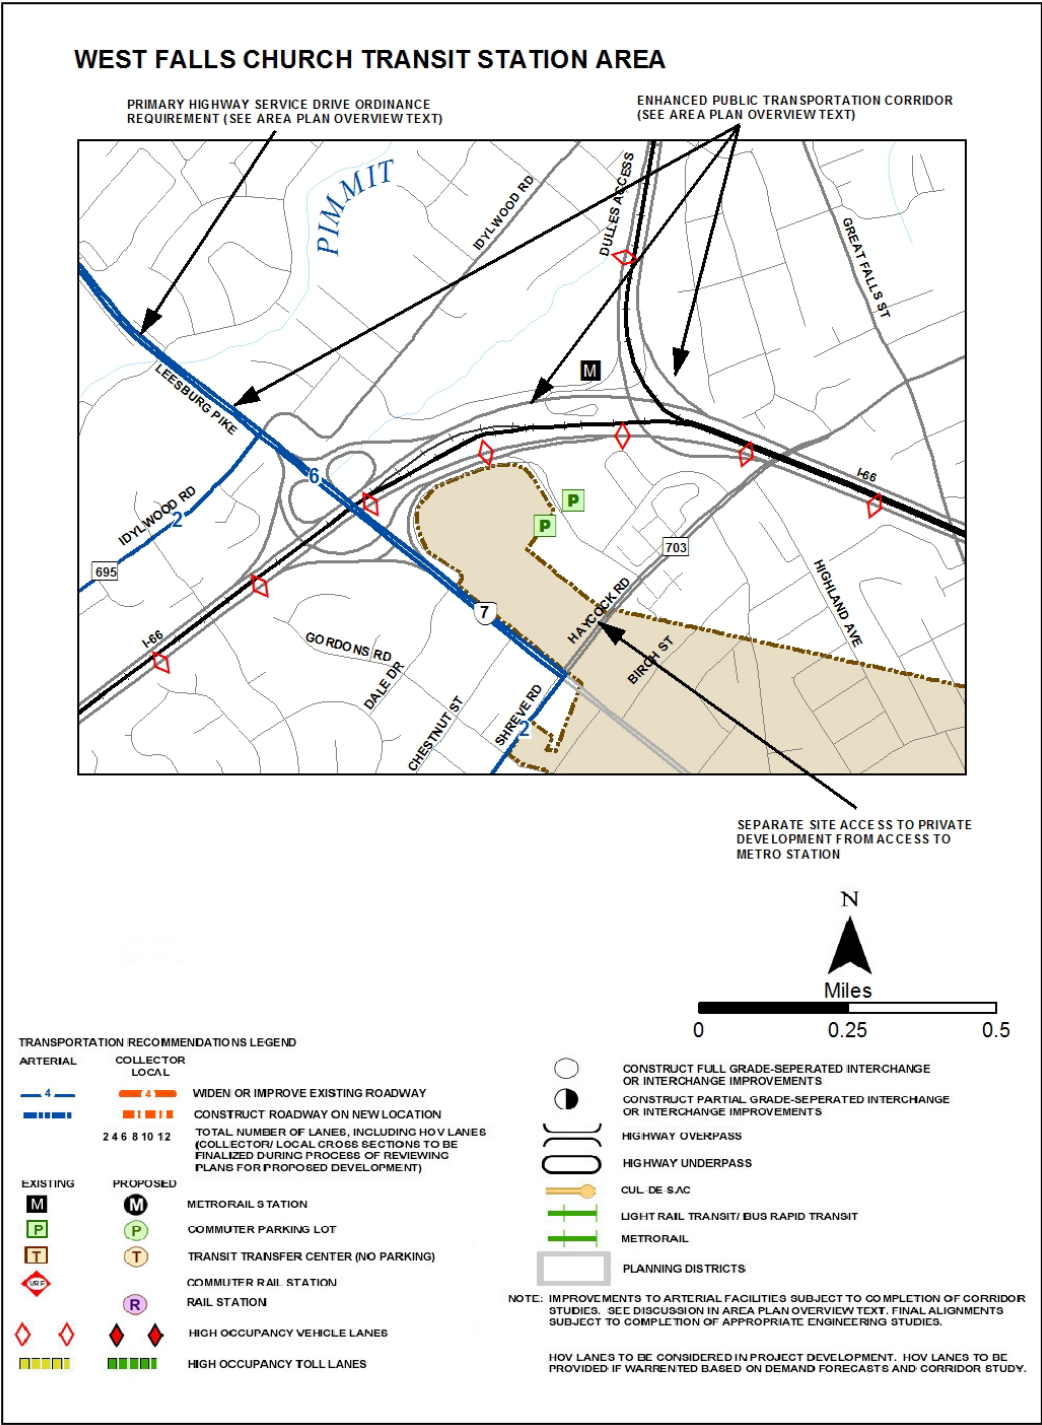 WEST FALLS CHURCH TRANSIT STATION AREA
PRIMARY HIGHWAY SERVICE DRIVE ORDINANCE
REQUIREMENT (SEE AREA PLAN OVERVIEW TEXT)
ENHANCED PUBLIC TRANSPORTATION CORRIDOR
(SEE AREA PLAN OVERVIEW TEXT)
PIMMIT
IDYLWOOD RD
DULLES ACCESS
GREAT FALLS ST
M
LEESBURG PIKE
6
I-66
IDYLWOOD RD
2
P
P
703
695
HIGHLAND AVE
7
HAYCOCK RD
I-66
GORDONS RD
BIRCH ST
DALE DR
CHESTNUT ST
SHREVE RD
2
SEPARATE SITE ACCESS TO PRIVATE
DEVELOPMENT FROM ACCESS TO
METRO STATION
N
Miles
0 0.25 0.5
TRANSPORTATION RECOMMENDATIONS LEGEND
ARTERIAL COLLECTOR
LOCAL
4 4 WIDEN OR IMPROVE EXISTING ROADWAY
CONSTRUCT ROADWAY ON NEW LOCATION
2 4 6 8 10 12 TOTAL NUMBER OF LANES, INCLUDING HOV LANES
(COLLECTOR/ LOCAL CROSS SECTIONS TO BE
FINALIZED DURING PROCESS OF REVIEWING
PLANS FOR PROPOSED DEVELOPMENT)
EXISTING PROPOSED
M M METRORAIL STATION
P P COMMUTER PARKING LOT
T T TRANSIT TRANSFER CENTER (NO PARKING)
VRE COMMUTER RAIL STATION
R RAIL STATION
HIGH OCCUPANCY VEHICLE LANES
HIGH OCCUPANCY TOLL LANES
CONSTRUCT FULL GRADE-SEPERATED INTERCHANGE
OR INTERCHANGE IMPROVEMENTS
CONSTRUCT PARTIAL GRADE-SEPERATED INTERCHANGE
OR INTERCHANGE IMPROVEMENTS
HIGHWAY OVERPASS
HIGHWAY UNDERPASS
CUL-DE-SAC
LIGHT RAIL TRANSIT/ BUS RAPID TRANSIT
METRORAIL
PLANNING DISTRICTS
NOTE: IMPROVEMENTS TO ARTERIAL FACILITIES SUBJECT TO COMPLETION OF CORRIDOR
STUDIES. SEE DISCUSSION IN AREA PLAN OVERVIEW TEXT. FINAL ALIGNMENTS
SUBJECT TO COMPLETION OF APPROPRIATE ENGINEERING STUDIES.
HOV LANES TO BE CONSIDERED IN PROJECT DEVELOPMENT. HOV LANES TO BE
PROVIDED IF WARRENTED BASED ON DEMAND FORECASTS AND CORRIDOR STUDY.